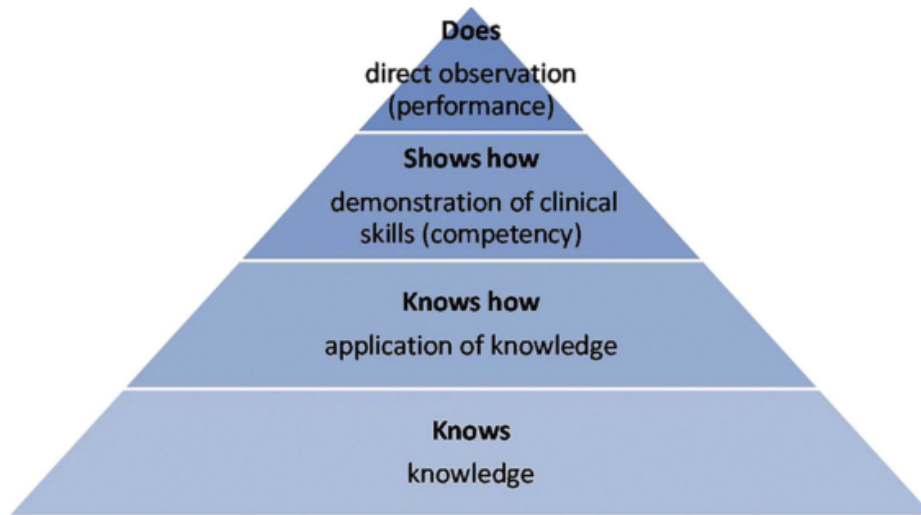 Does
direct observation
(performance)
Shows how
demonstration of clinical
skills (competency)
Knows how
application of knowledge
Knows
knowledge